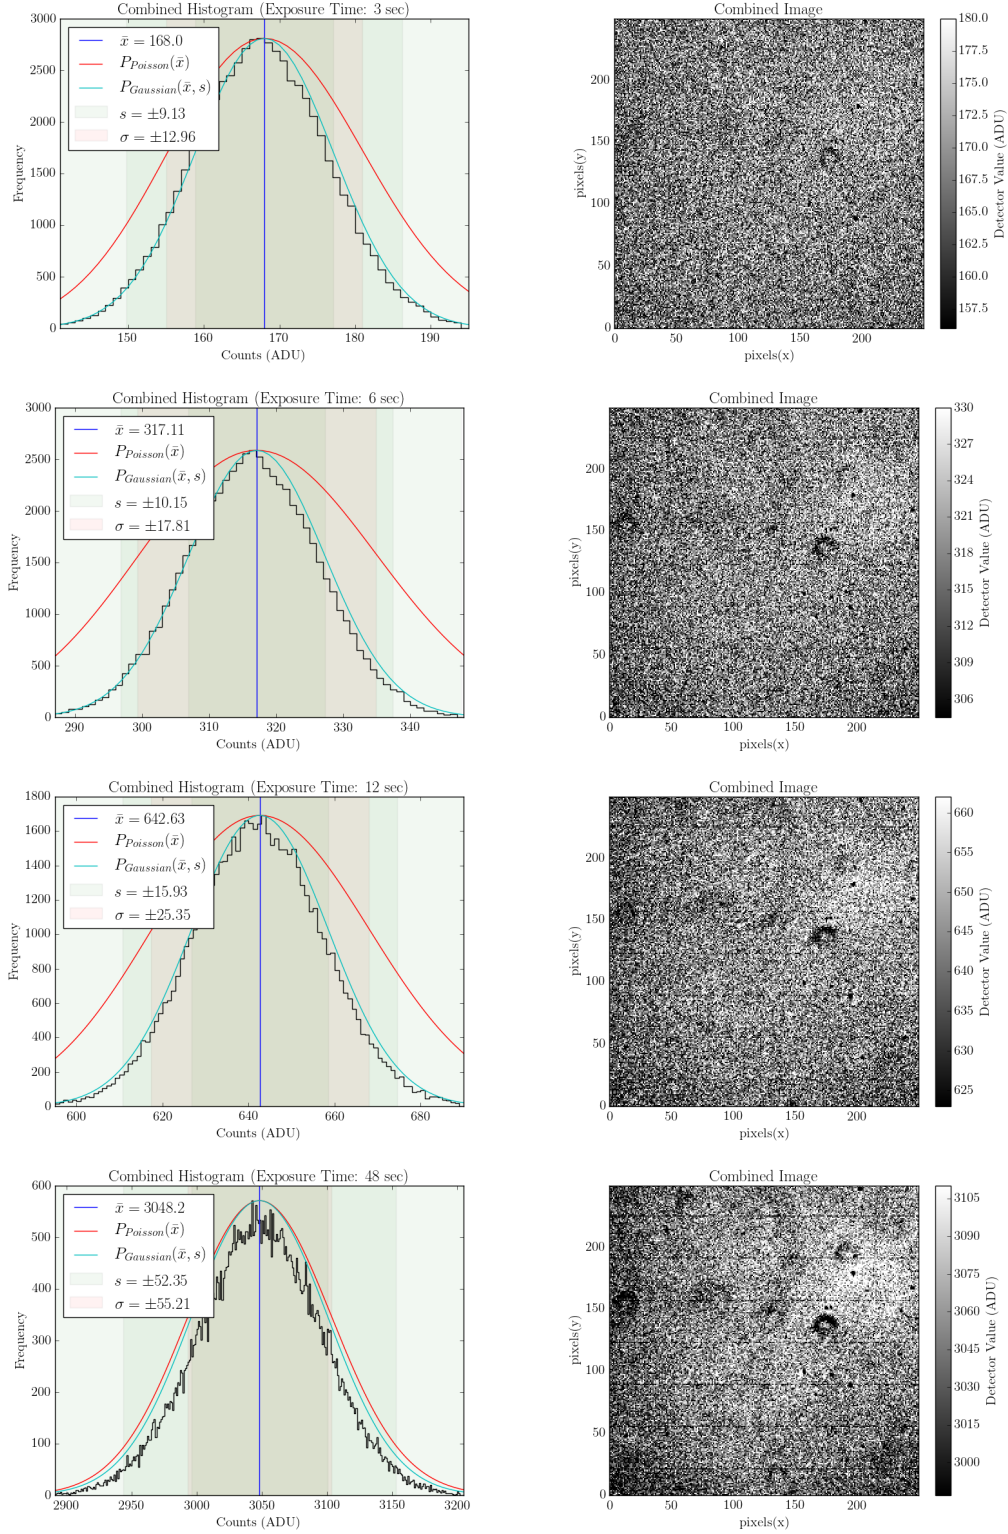 Combined Histogram (Exposure Time: 3 sec)
3000
2500
2000
1500
1000
500
0
Frequency
x̄ = 168.0
P_Poisson(x̄)
P_Gaussian(x̄, s)
s = ±9.13
σ = ±12.96
150 160 170 180 190
Counts (ADU)
Combined Image
200
150
100
50
0
pixels(y)
0 50 100 150 200
pixels(x)
180.0
177.5
175.0
172.5
170.0
167.5
165.0
162.5
160.0
157.5
Detector Value (ADU)
Combined Histogram (Exposure Time: 6 sec)
3000
2500
2000
1500
1000
500
0
Frequency
x̄ = 317.11
P_Poisson(x̄)
P_Gaussian(x̄, s)
s = ±10.15
σ = ±17.81
290 300 310 320 330 340
Counts (ADU)
Combined Image
200
150
100
50
0
pixels(y)
0 50 100 150 200
pixels(x)
330
327
324
321
318
315
312
309
306
Detector Value (ADU)
Combined Histogram (Exposure Time: 12 sec)
1800
1600
1400
1200
1000
800
600
400
200
0
Frequency
x̄ = 642.63
P_Poisson(x̄)
P_Gaussian(x̄, s)
s = ±15.93
σ = ±25.35
600 620 640 660 680
Counts (ADU)
Combined Image
200
150
100
50
0
pixels(y)
0 50 100 150 200
pixels(x)
660
655
650
645
640
635
630
625
Detector Value (ADU)
Combined Histogram (Exposure Time: 48 sec)
600
500
400
300
200
100
0
Frequency
x̄ = 3048.2
P_Poisson(x̄)
P_Gaussian(x̄, s)
s = ±52.35
σ = ±55.21
2900 2950 3000 3050 3100 3150 3200
Counts (ADU)
Combined Image
200
150
100
50
0
pixels(y)
0 50 100 150 200
pixels(x)
3105
3090
3075
3060
3045
3030
3015
3000
Detector Value (ADU)